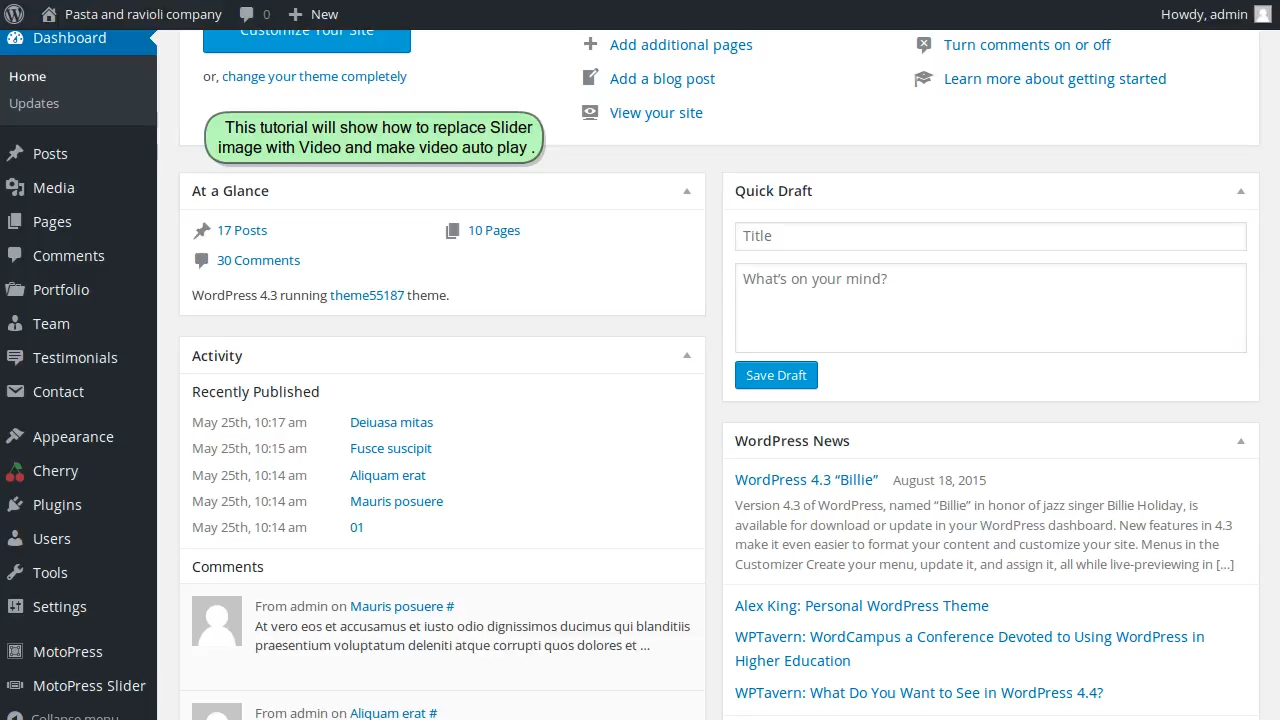 Pasta and ravioli company
0
New
Howdy, admin
Dashboard
Home
Updates
Posts
Media
Pages
Comments
Portfolio
Team
Testimonials
Contact
Appearance
Cherry
Plugins
Users
Tools
Settings
MotoPress
MotoPress Slider
Collapse menu
Customize Your Site
or, change your theme completely
Add additional pages
Add a blog post
View your site
Turn comments on or off
Learn more about getting started
This tutorial will show how to replace Slider
image with Video and make video auto play .
At a Glance
17 Posts
10 Pages
30 Comments
WordPress 4.3 running theme55187 theme.
Activity
Recently Published
May 25th, 10:17 am Deiuasa mitas
May 25th, 10:15 am Fusce suscipit
May 25th, 10:14 am Aliquam erat
May 25th, 10:14 am Mauris posuere
May 25th, 10:14 am 01
Comments
From admin on Mauris posuere #
At vero eos et accusamus et iusto odio dignissimos ducimus qui blanditiis
praesentium voluptatum deleniti atque corrupti quos dolores et ...
From admin on Aliquam erat #
Quick Draft
Title
What's on your mind?
Save Draft
WordPress News
WordPress 4.3 “Billie” August 18, 2015
Version 4.3 of WordPress, named “Billie” in honor of jazz singer Billie Holiday, is
available for download or update in your WordPress dashboard. New features in 4.3
make it even easier to format your content and customize your site. Menus in the
Customizer Create your menu, update it, and assign it, all while live-previewing in [...]
Alex King: Personal WordPress Theme
WPTavern: WordCampus a Conference Devoted to Using WordPress in
Higher Education
WPTavern: What Do You Want to See in WordPress 4.4?